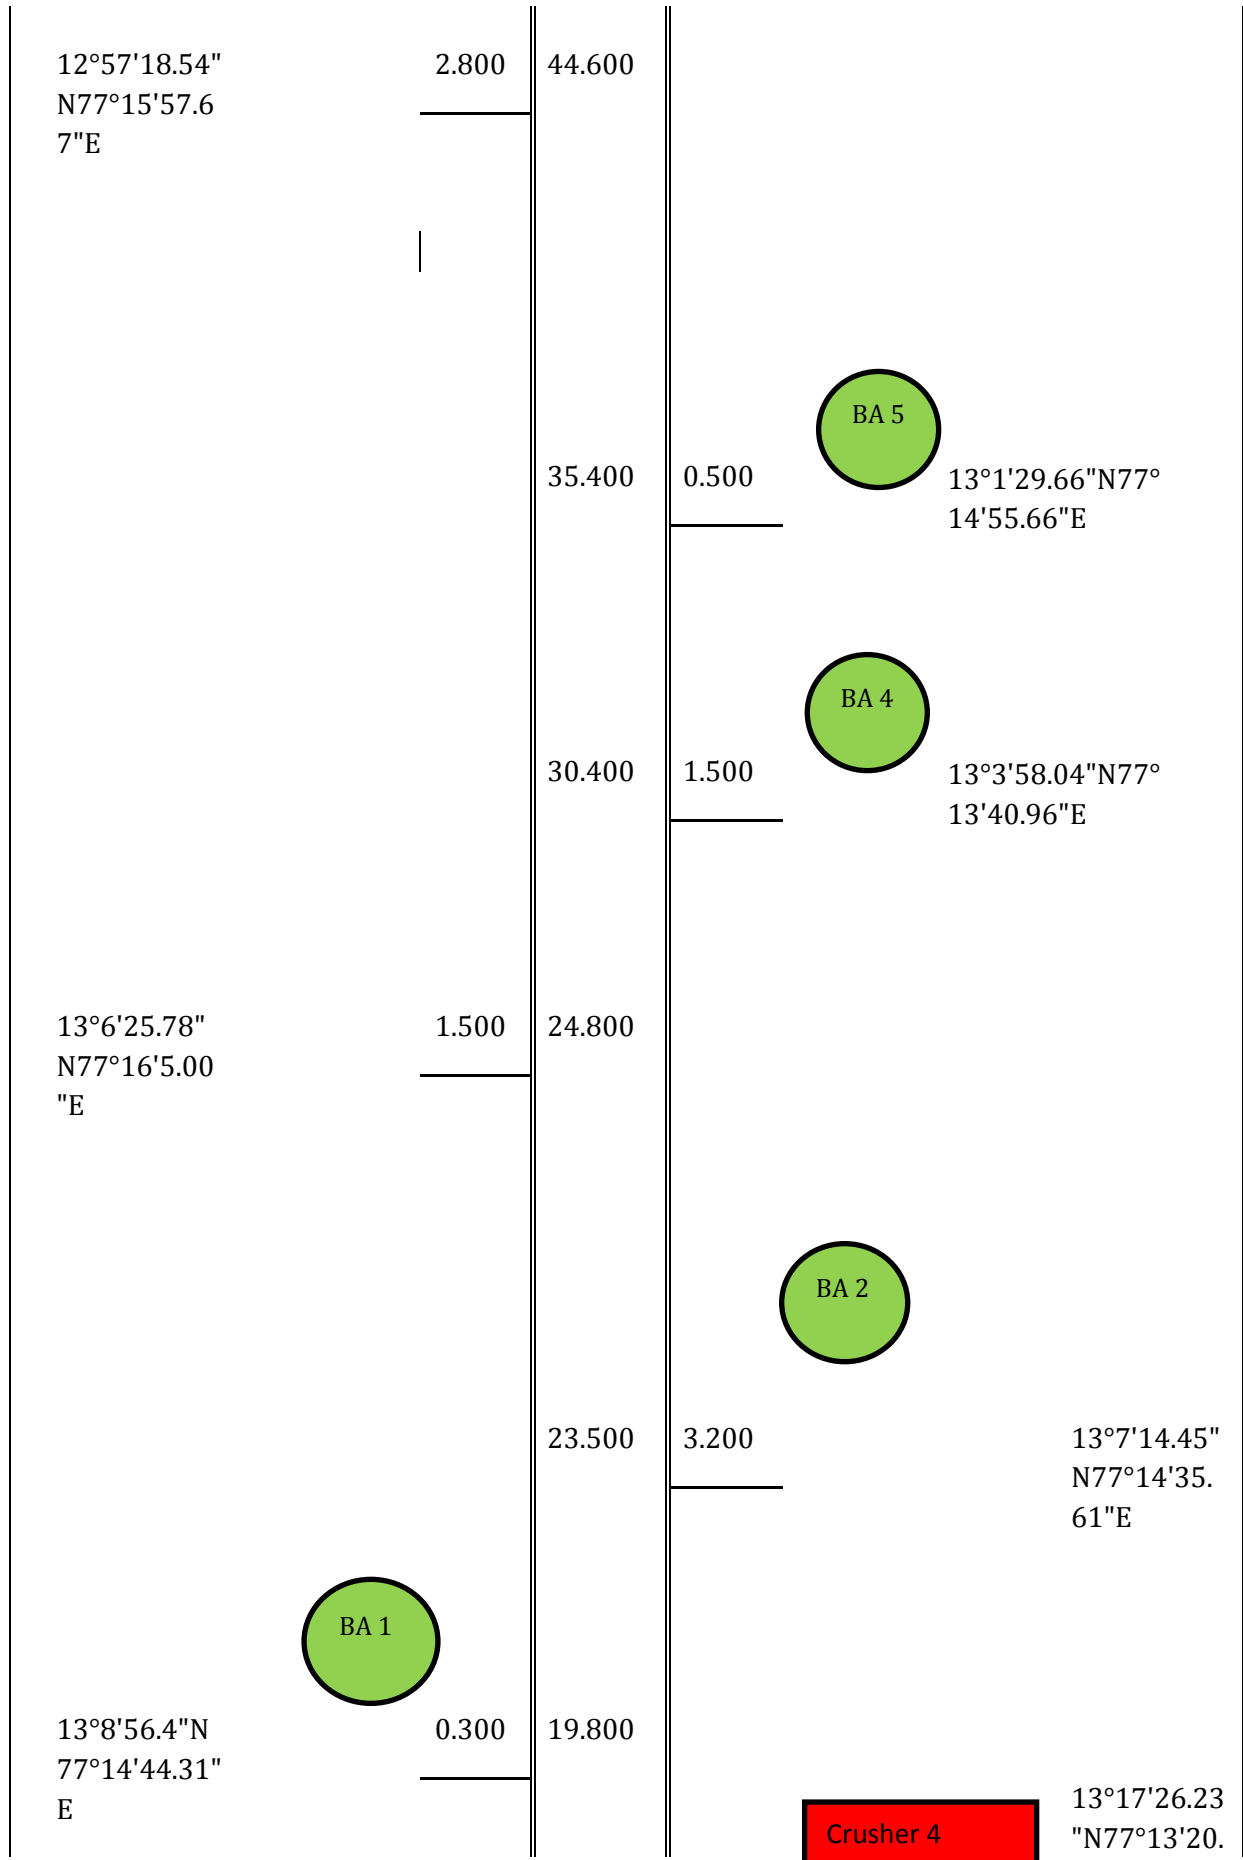 12°57'18.54"
N77°15'57.6
7"E
2.800
44.600
BA 5
35.400
0.500
13°1'29.66"N77°
14'55.66"E
BA 4
30.400
1.500
13°3'58.04"N77°
13'40.96"E
13°6'25.78"
N77°16'5.00
"E
1.500
24.800
BA 2
23.500
3.200
13°7'14.45"
N77°14'35.
61"E
BA 1
13°8'56.4"N
77°14'44.31"
E
0.300
19.800
Crusher 4
13°17'26.23
"N77°13'20.